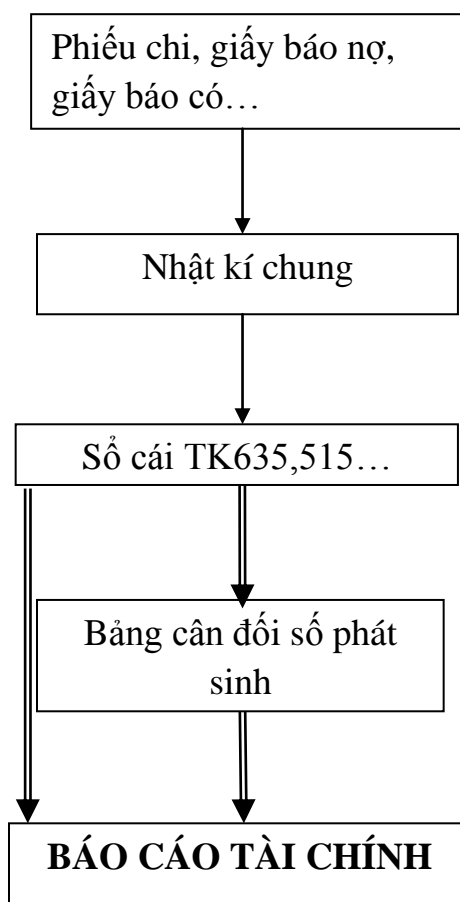 Phiếu chi, giấy báo nợ,
giấy báo có…
Nhật kí chung
Sổ cái TK635,515…
Bảng cân đối số phát
sinh
BÁO CÁO TÀI CHÍNH